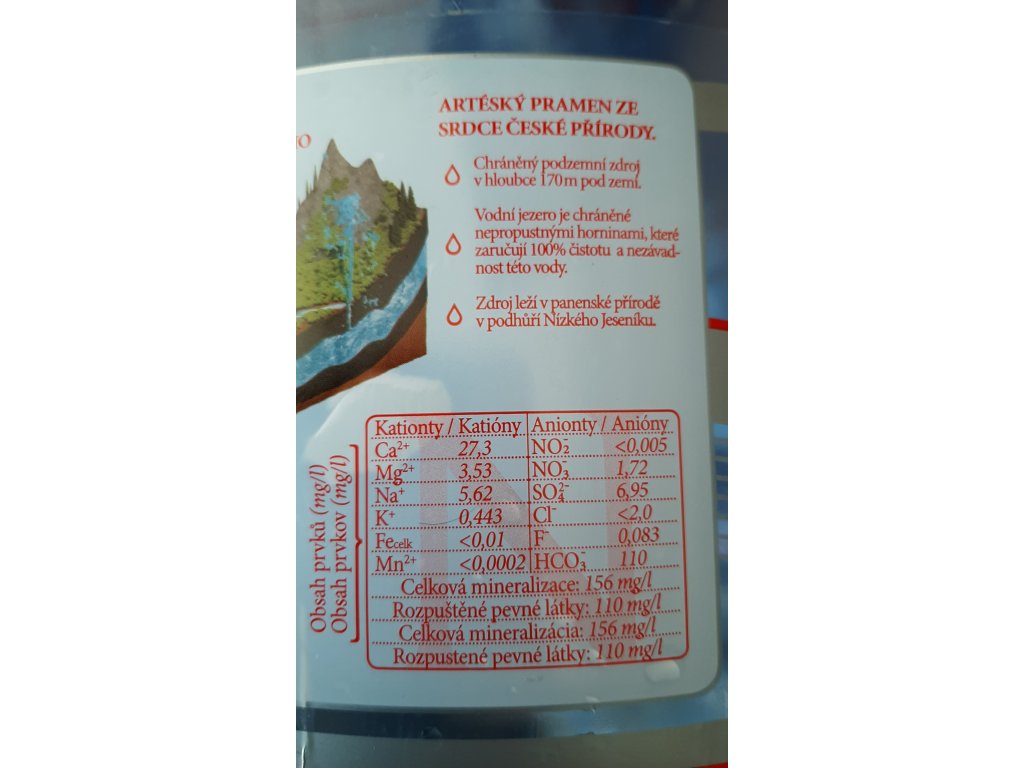 ARTÉSKÝ PRAMEN ZE
SRDCE ČESKÉ PŘÍRODY.
Chráněný podzemní zdroj
v hloubce 170m pod zemí.
Vodní jezero je chráněné
nepropustnými horninami, které
zaručují 100% čistotu a nezávad-
nost této vody.
Zdroj leží v panenské přírodě
v podhůří Nízkého Jeseníku.
Obsah prvků (mg/l)
Obsah prvkov (mg/l)
Kationty / Katióny Anionty / Anióny
Ca²⁺ 27,3 NO₂⁻ <0,005
Mg²⁺ 3,53 NO₃⁻ 1,72
Na⁺ 5,62 SO₄²⁻ 6,95
K⁺ 0,443 Cl⁻ <2,0
Fecelk <0,01 F⁻ 0,083
Mn²⁺ <0,0002 HCO₃⁻ 110
Celková mineralizace: 156 mg/l
Rozpuštěné pevné látky: 110 mg/l
Celková mineralizácia: 156 mg/l
Rozpustené pevné látky: 110 mg/l